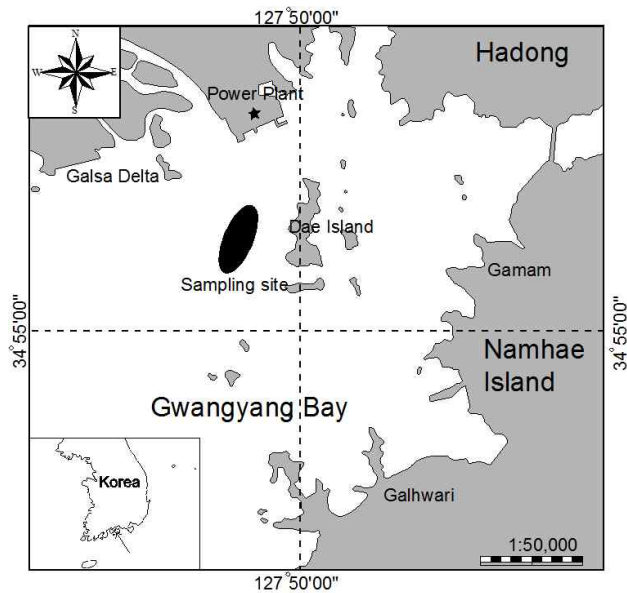 127°50'00"
N
W
E
S
Hadong
Power Plant
Galsa Delta
Dae Island
Sampling site
Gamam
34°55'00"
34°55'00"
Namhae
Island
Gwangyang Bay
Korea
Galhwari
1:50,000
127°50'00"